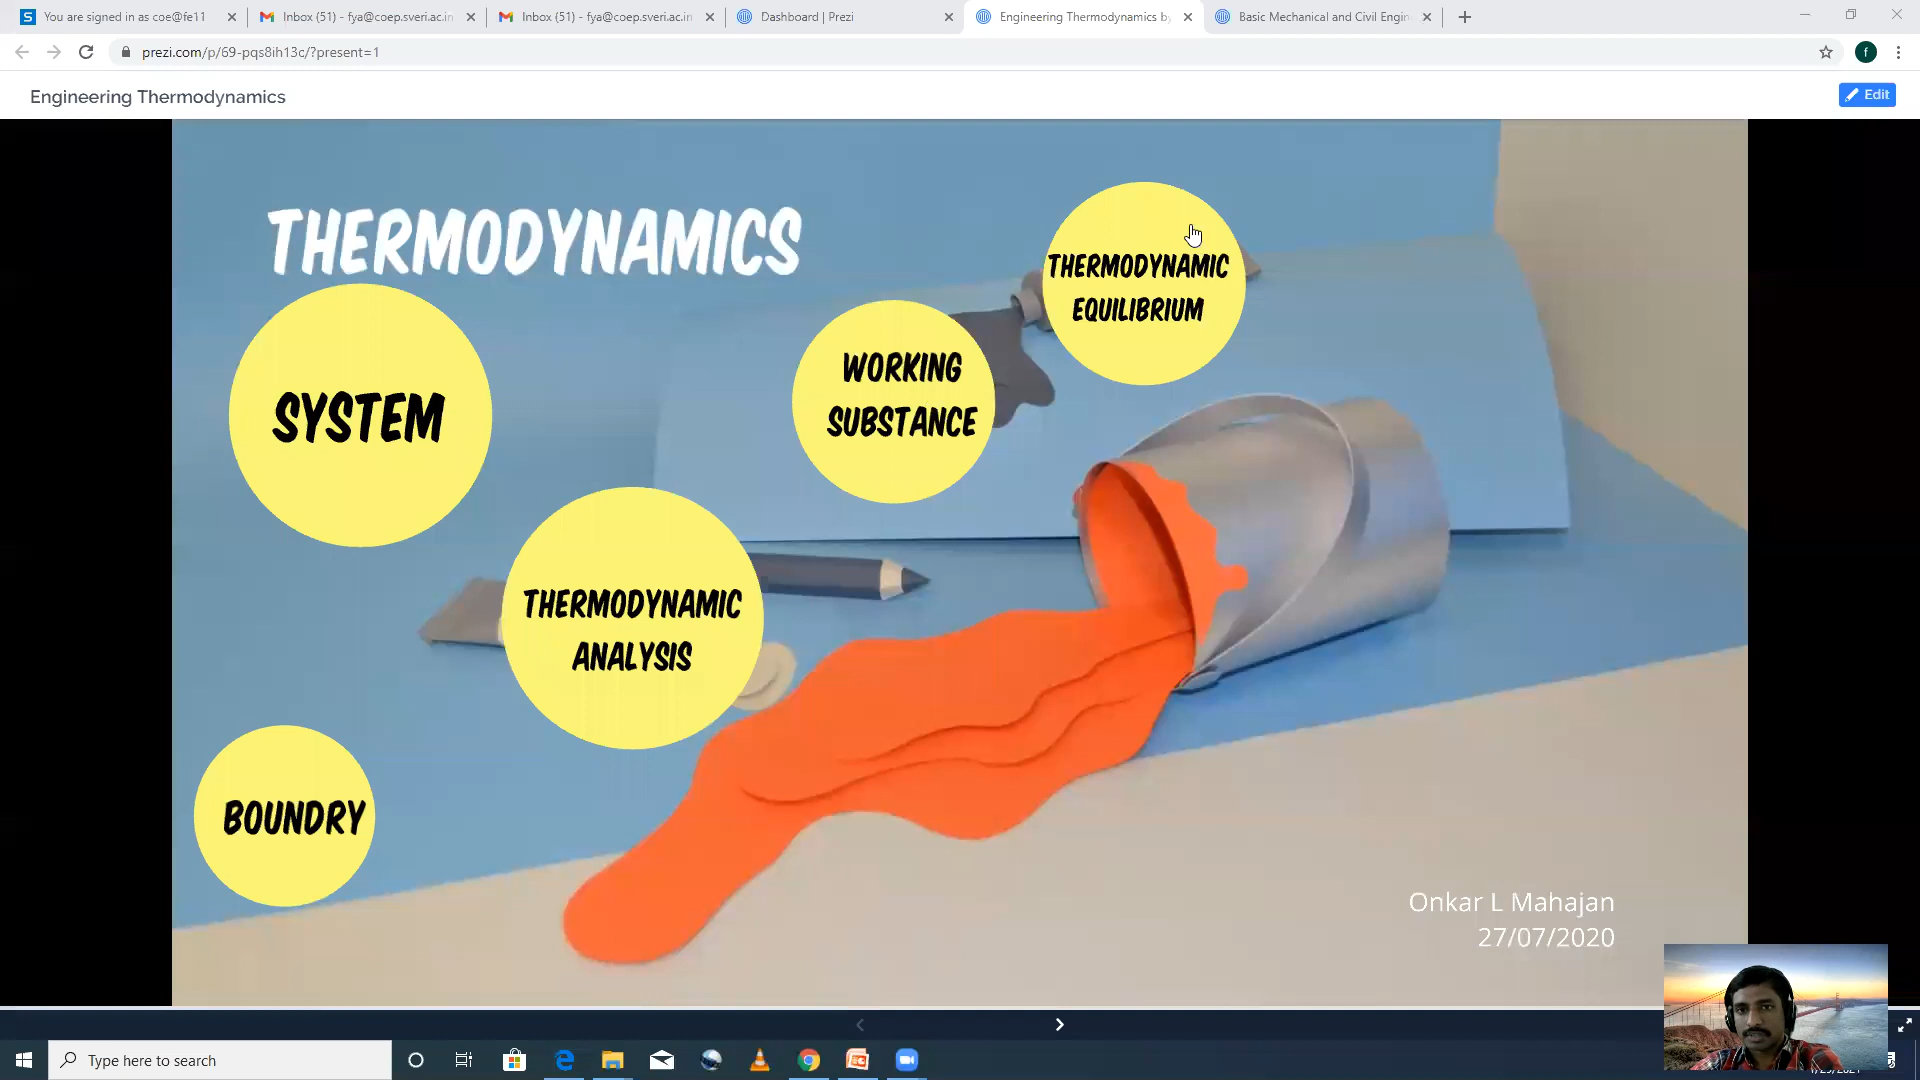 You are signed in as coe@fe11
Inbox (51) - fya@coep.sveri.ac.in
Inbox (51) - fya@coep.sveri.ac.in
Dashboard | Prezi
Engineering Thermodynamics by
Basic Mechanical and Civil Engin
prezi.com/p/69-pqs8ih13c/?present=1
f
Engineering Thermodynamics
Edit
THERMODYNAMICS
THERMODYNAMIC
EQUILIBRIUM
WORKING
SUBSTANCE
SYSTEM
THERMODYNAMIC
ANALYSIS
BOUNDRY
Onkar L Mahajan
27/07/2020
Type here to search